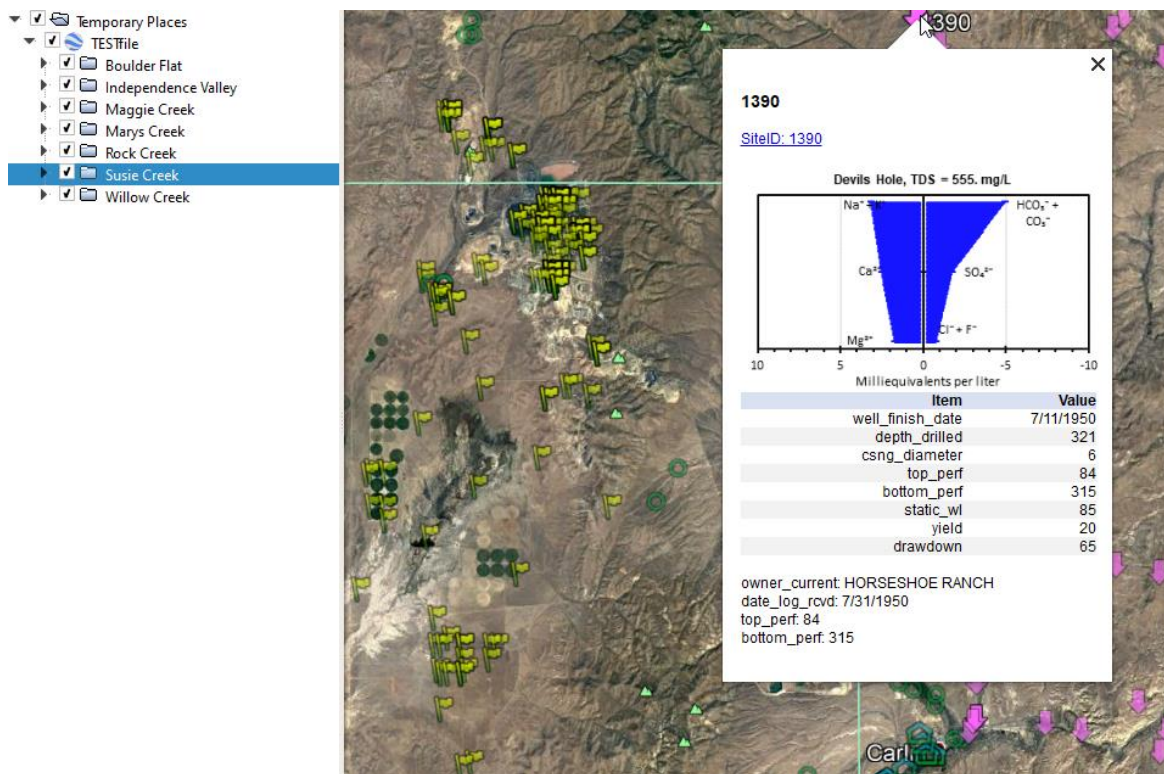 Temporary Places
TESTfile
Boulder Flat
Independence Valley
Maggie Creek
Marys Creek
Rock Creek
Susie Creek
Willow Creek
1390
1390
SiteID: 1390
Devils Hole, TDS = 555. mg/L
Na⁺ + K⁺ HCO₃⁻ +
CO₃⁻
Ca²⁺ SO₄²⁻
Mg²⁺ Cl⁻ + F⁻
10 5 0 -5 -10
Milliequivalents per liter
Item Value
well_finish_date 7/11/1950
depth_drilled 321
csng_diameter 6
top_perf 84
bottom_perf 315
static_wl 85
yield 20
drawdown 65
owner_current: HORSESHOE RANCH
date_log_rcvd: 7/31/1950
top_perf: 84
bottom_perf: 315